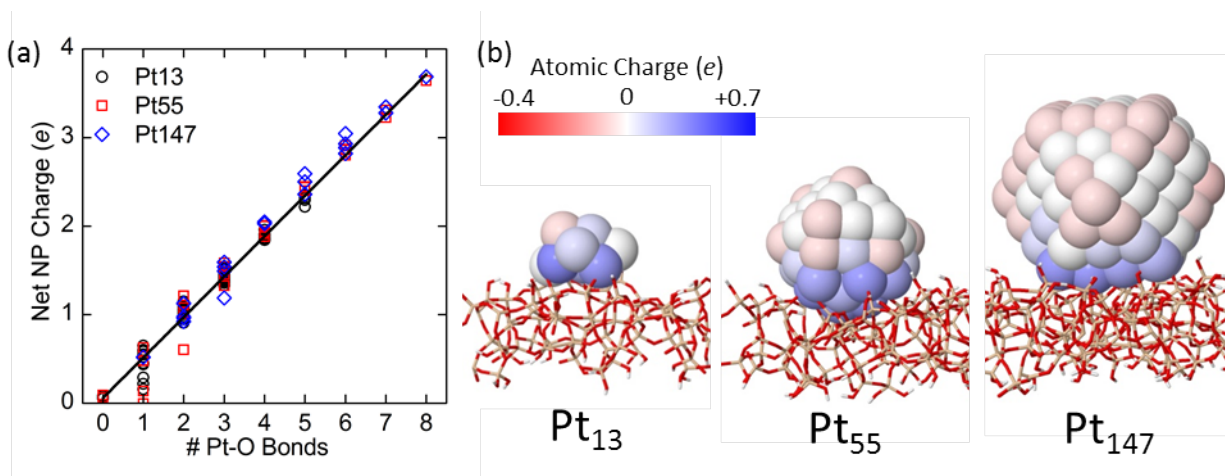 (a)
4
3
2
1
0
Net NP Charge (e)
Pt13
Pt55
Pt147
0 1 2 3 4 5 6 7 8
# Pt-O Bonds
(b)
Atomic Charge (e)
-0.4 0 +0.7
Pt₁₃
Pt₅₅
Pt₁₄₇